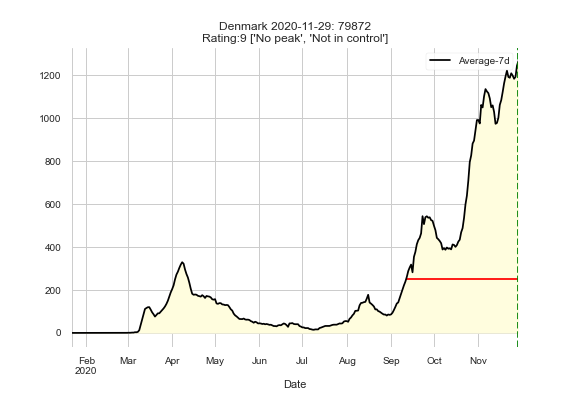 Denmark 2020-11-29: 79872
Rating:9 ['No peak', 'Not in control']
Average-7d
1200
1000
800
600
400
200
0
Feb Mar Apr May Jun Jul Aug Sep Oct Nov
2020
Date